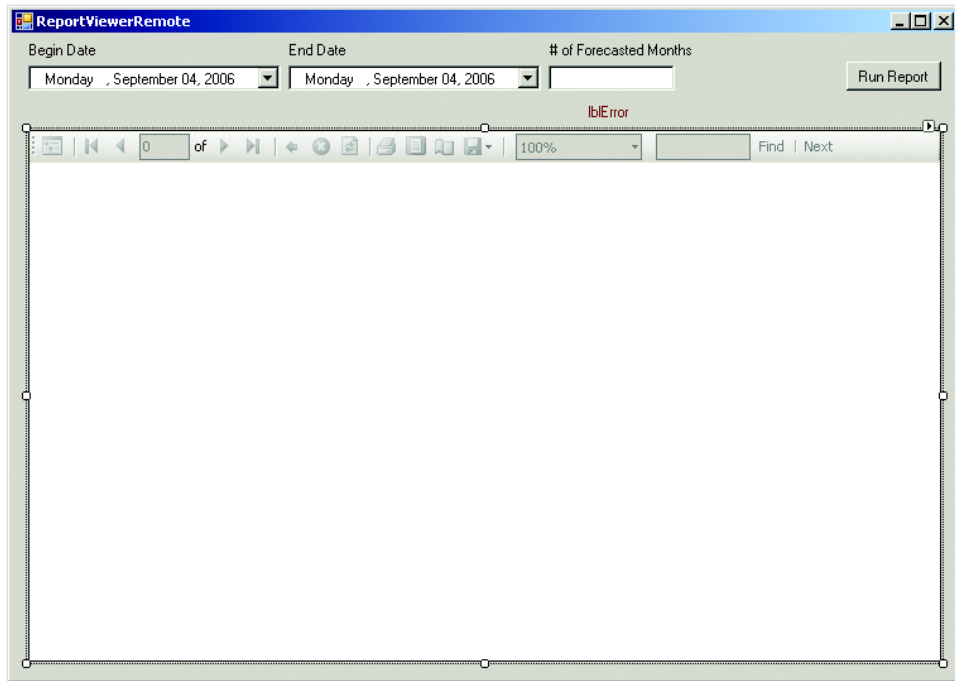 ReportViewerRemote
Begin Date End Date # of Forecasted Months
Monday , September 04, 2006 Monday , September 04, 2006 Run Report
lblError
0 of 100% Find | Next